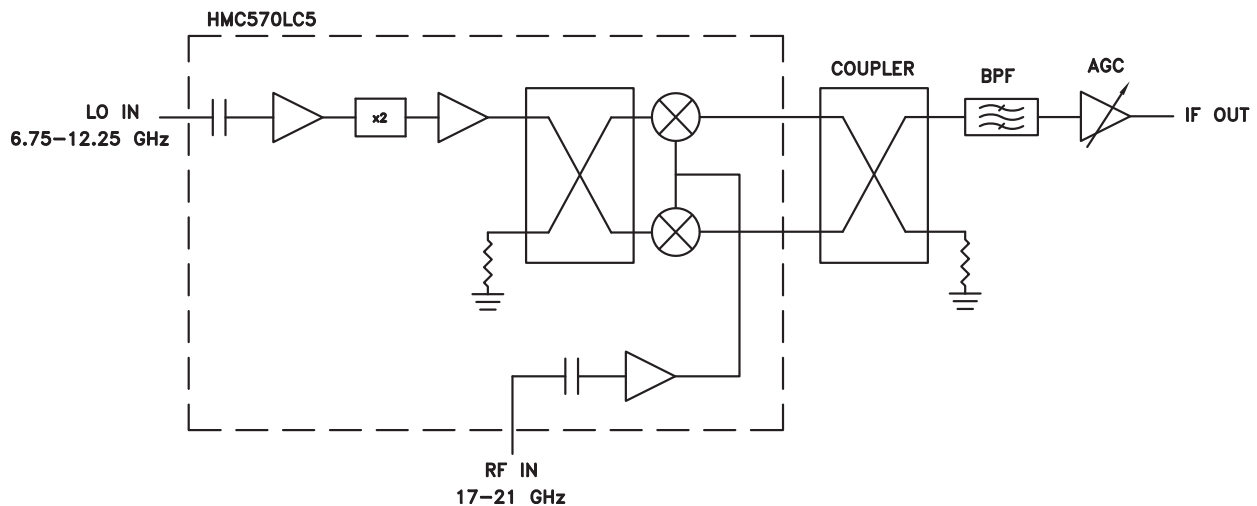 HMC570LC5
COUPLER
BPF
AGC
LO IN
6.75–12.25 GHz
x2
IF OUT
RF IN
17–21 GHz